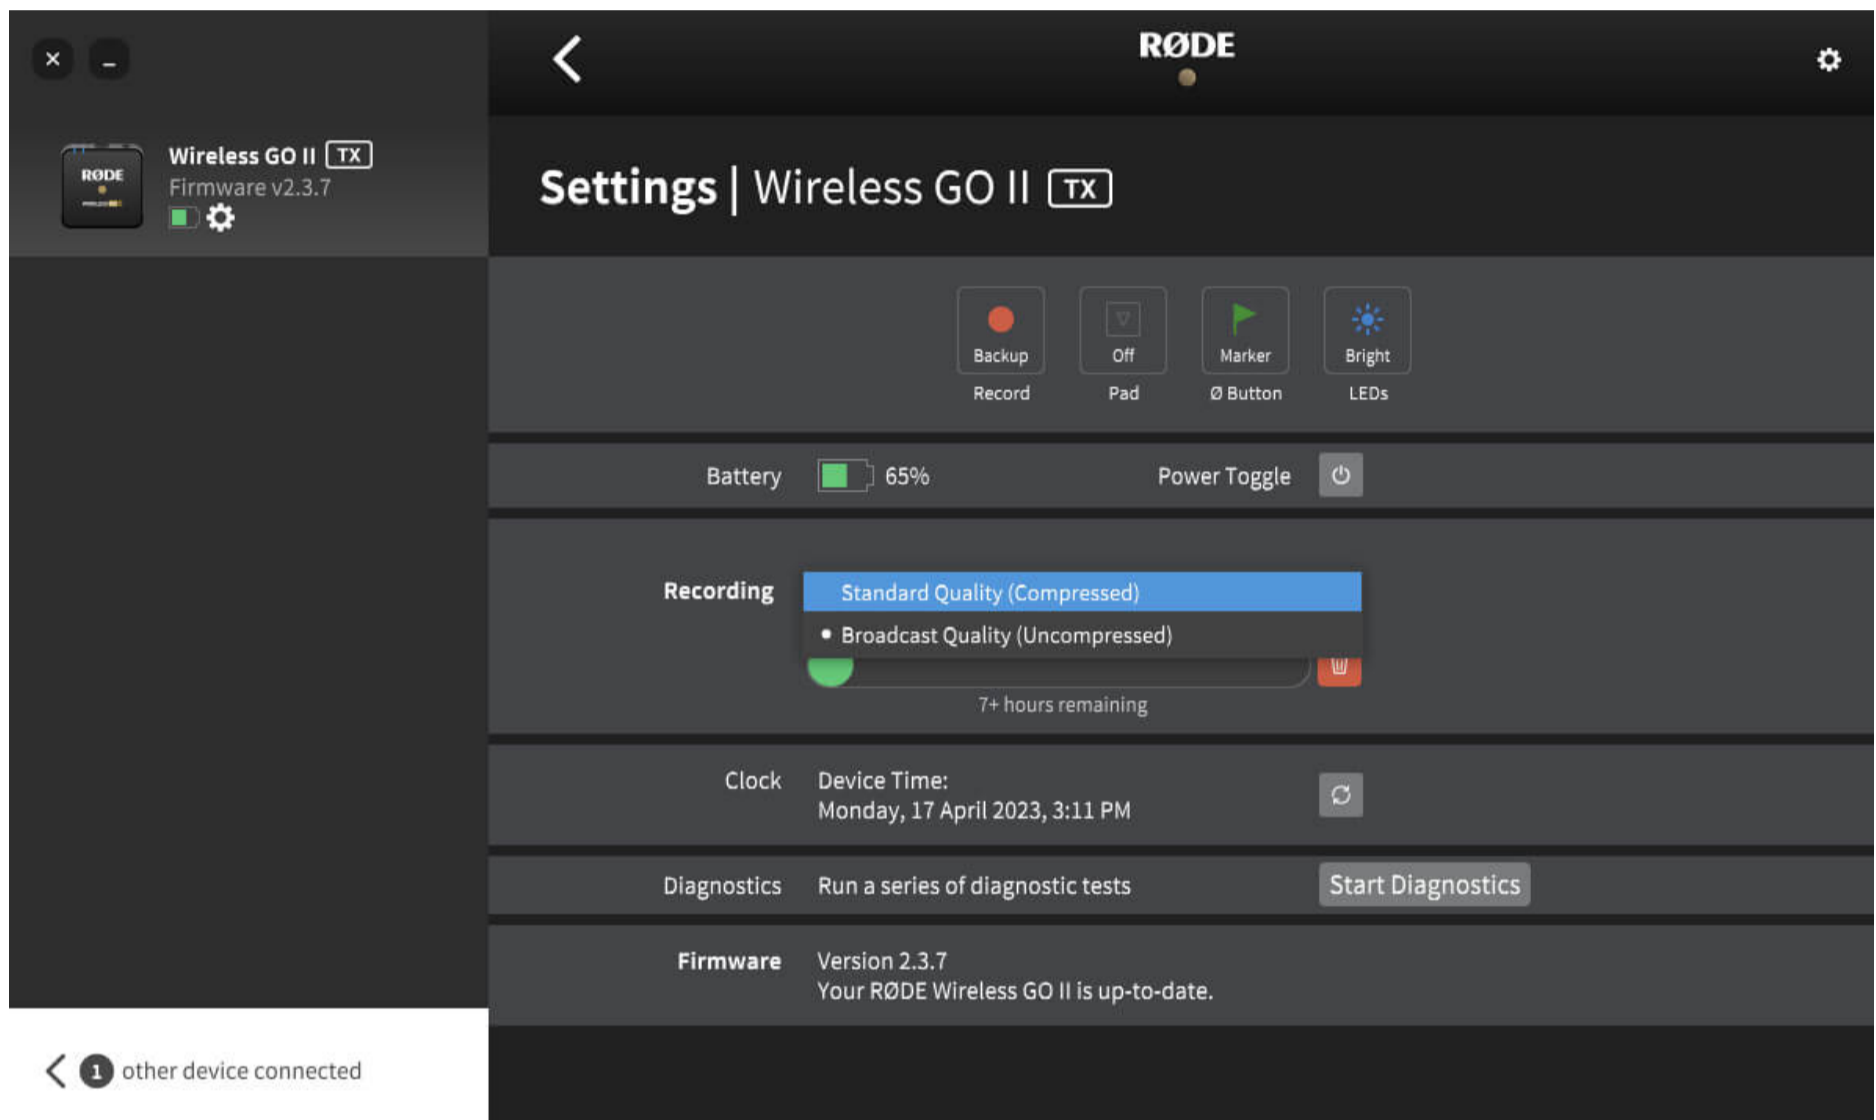 RØDE
RØDE
Wireless GO II TX
Firmware v2.3.7
Settings | Wireless GO II TX
Backup
Off
Marker
Bright
Record
Pad
Ø Button
LEDs
Battery
65%
Power Toggle
Recording
Standard Quality (Compressed)
Broadcast Quality (Uncompressed)
7+ hours remaining
Clock
Device Time:
Monday, 17 April 2023, 3:11 PM
Diagnostics
Run a series of diagnostic tests
Start Diagnostics
Firmware
Version 2.3.7
Your RØDE Wireless GO II is up-to-date.
1 other device connected